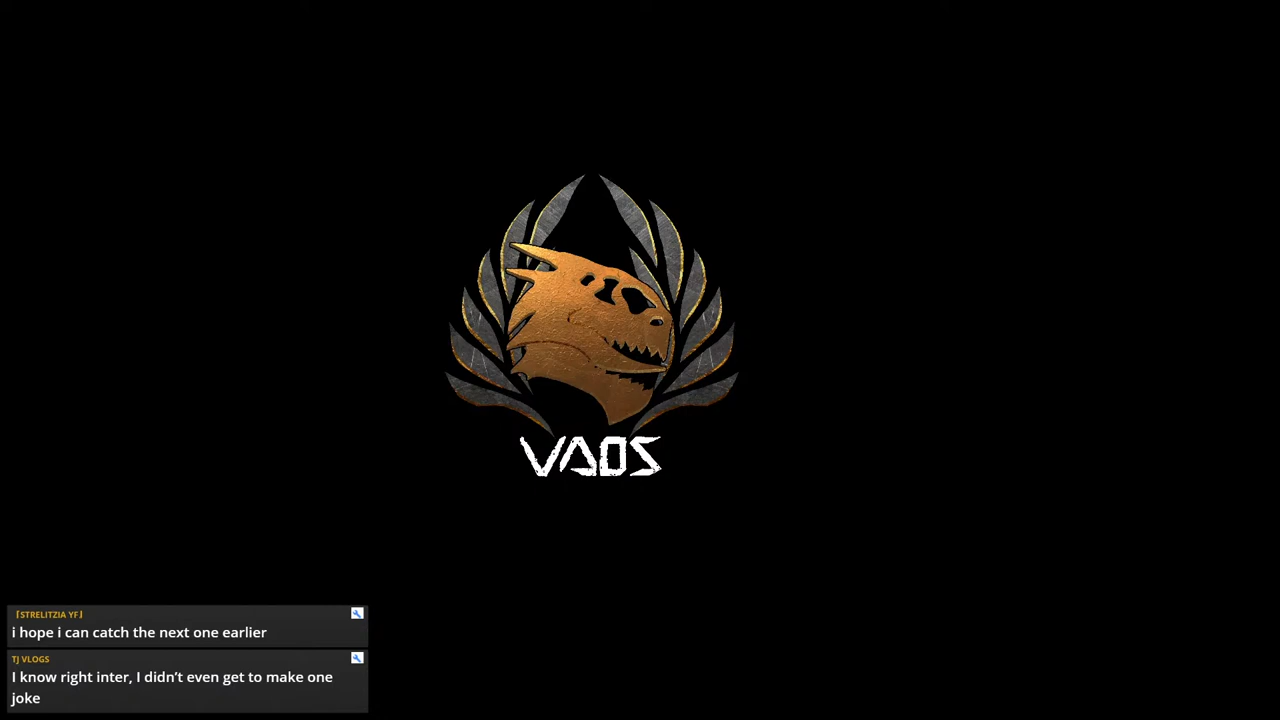 VAOS
⌈STRELITZIA YF⌋
i hope i can catch the next one earlier
TJ VLOGS
I know right inter, I didn’t even get to make one
joke